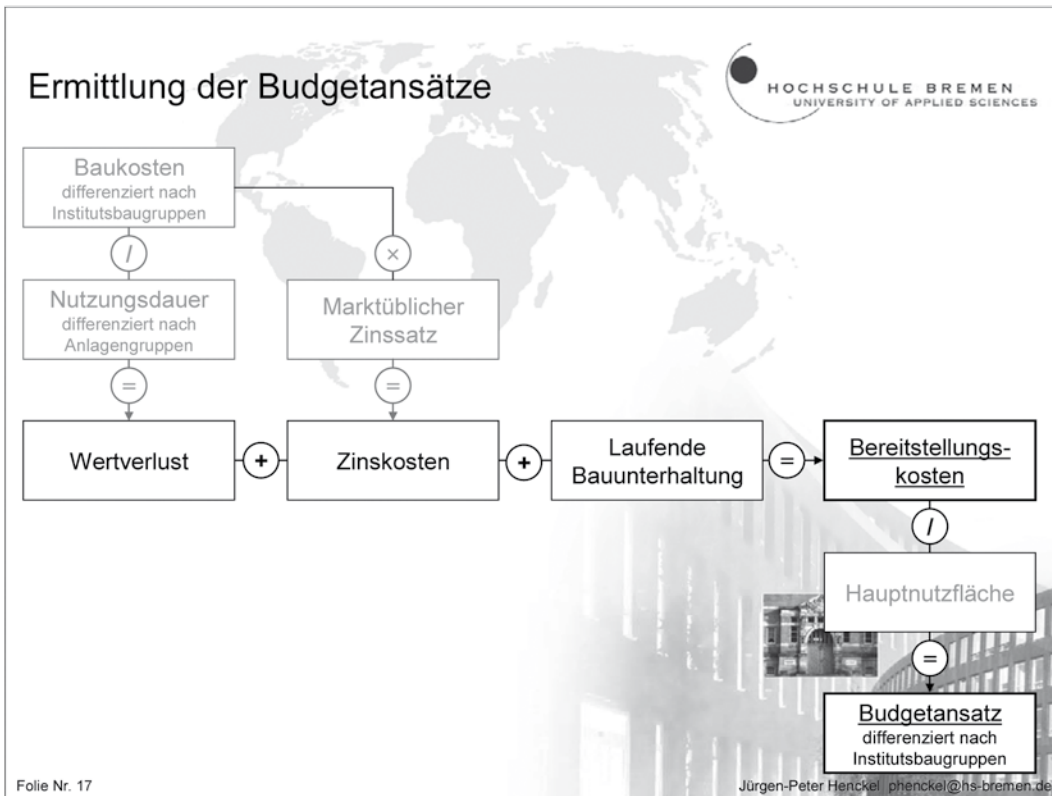 Ermittlung der Budgetansätze
HOCHSCHULE BREMEN
UNIVERSITY OF APPLIED SCIENCES
Baukosten
differenziert nach
Institutsbaugruppen
/
×
Nutzungsdauer
differenziert nach
Anlagengruppen
Marktüblicher
Zinssatz
=
=
Wertverlust
+
Zinskosten
+
Laufende
Bauunterhaltung
=
Bereitstellungs-
kosten
/
Hauptnutzfläche
=
Budgetansatz
differenziert nach
Institutsbaugruppen
Folie Nr. 17
Jürgen-Peter Henckel phenckel@hs-bremen.de